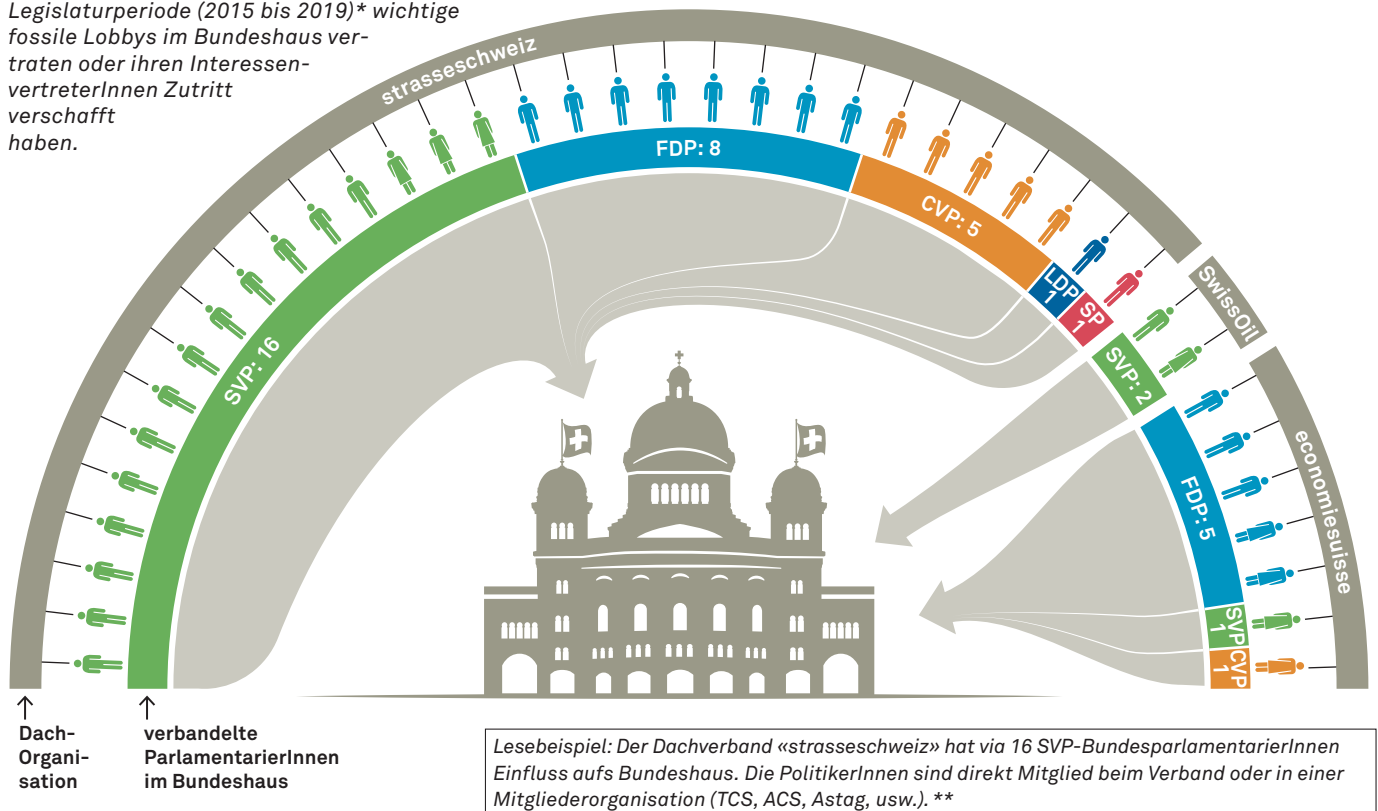 Legislaturperiode (2015 bis 2019)* wichtige
fossile Lobbys im Bundeshaus ver-
traten oder ihren Interessen-
vertreterInnen Zutritt
verschafft
haben.
strasseschweiz
SwissOil
economiesuisse
SVP: 16
FDP: 8
CVP: 5
LDP
1
SP
1
SVP: 2
FDP: 5
SVP
1
CVP
1
Dach-
Organi-
sation
verbandelte
ParlamentarierInnen
im Bundeshaus
Lesebeispiel: Der Dachverband «strasseschweiz» hat via 16 SVP-BundesparlamentarierInnen
Einfluss aufs Bundeshaus. Die PolitikerInnen sind direkt Mitglied beim Verband oder in einer
Mitgliederorganisation (TCS, ACS, Astag, usw.). **